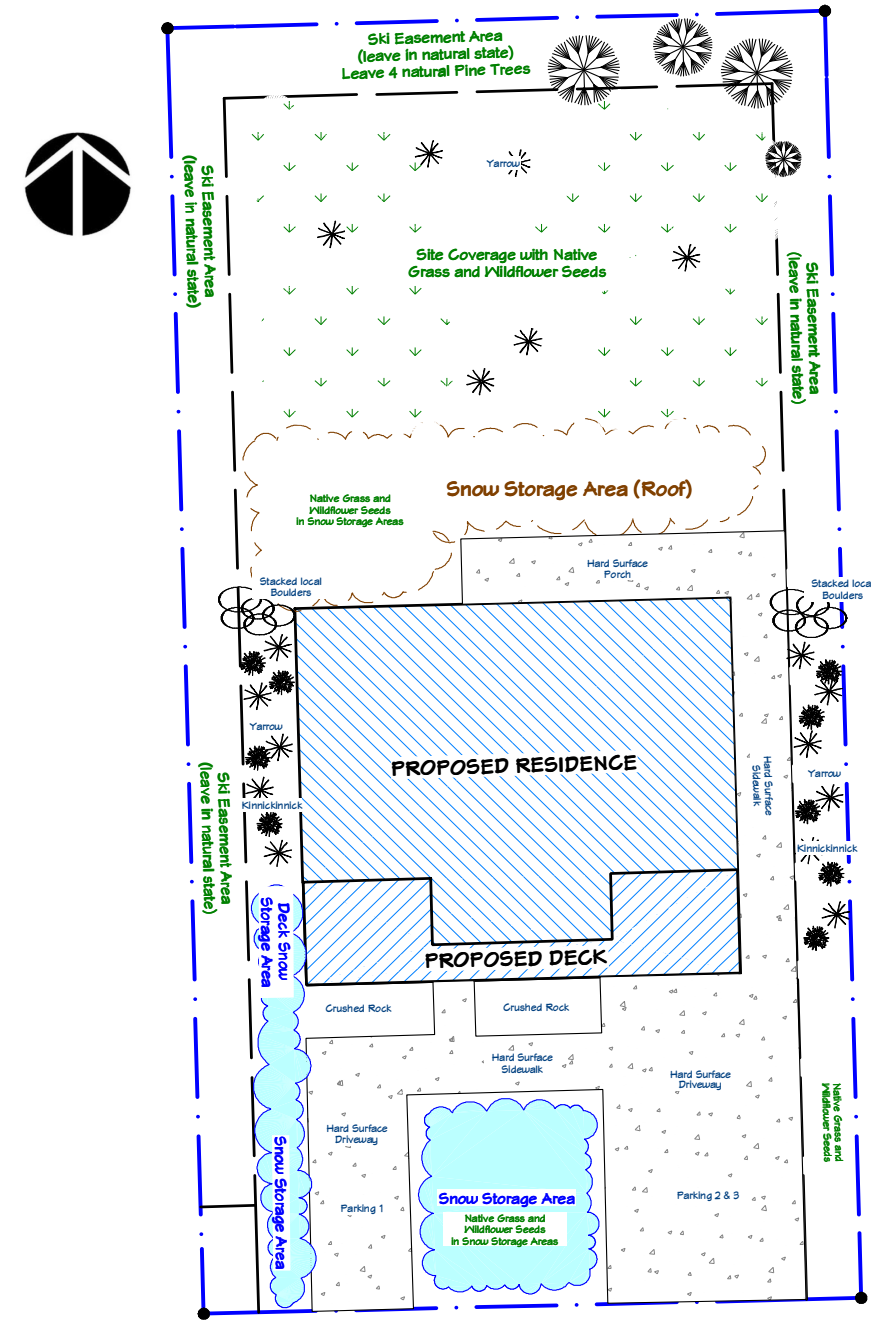 Ski Easement Area
(leave in natural state)
Leave 4 natural Pine Trees
Ski Easement Area
(leave in natural state)
Yarrow
Site Coverage with Native
Grass and Wildflower Seeds
Ski Easement Area
(leave in natural state)
Snow Storage Area (Roof)
Native Grass and
Wildflower Seeds
in Snow Storage Areas
Hard Surface
Porch
Stacked local
Boulders
Stacked loca
Boulders
Yarrow
PROPOSED RESIDENCE
Hard Surface
Sidewalk
Yarrow
Kinnickinnick
Ski Easement Area
(leave in natural state)
Kinnickinnick
Deck Snow
Storage Area
PROPOSED DECK
Crushed Rock
Crushed Rock
Hard Surface
Sidewalk
Hard Surface
Driveway
Native Grass and
Wildflower Seeds
Hard Surface
Driveway
Snow Storage Area
Snow Storage Area
Parking 1
Parking 2 & 3
Native Grass and
Wildflower Seeds
in Snow Storage Areas